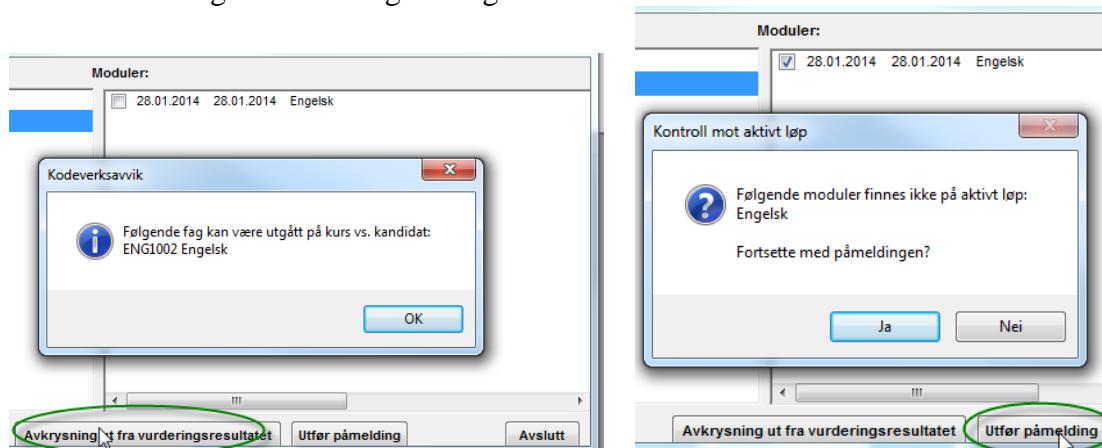 Moduler:
28.01.2014 28.01.2014 Engelsk
Kodeverksavvik
Følgende fag kan være utgått på kurs vs. kandidat:
ENG1002 Engelsk
OK
Avkrysning ut fra vurderingsresultatet Utfør påmelding Avslutt
Moduler:
28.01.2014 28.01.2014 Engelsk
Kontroll mot aktivt løp
Følgende moduler finnes ikke på aktivt løp:
Engelsk
Fortsette med påmeldingen?
Ja Nei
Avkrysning ut fra vurderingsresultatet Utfør påmelding